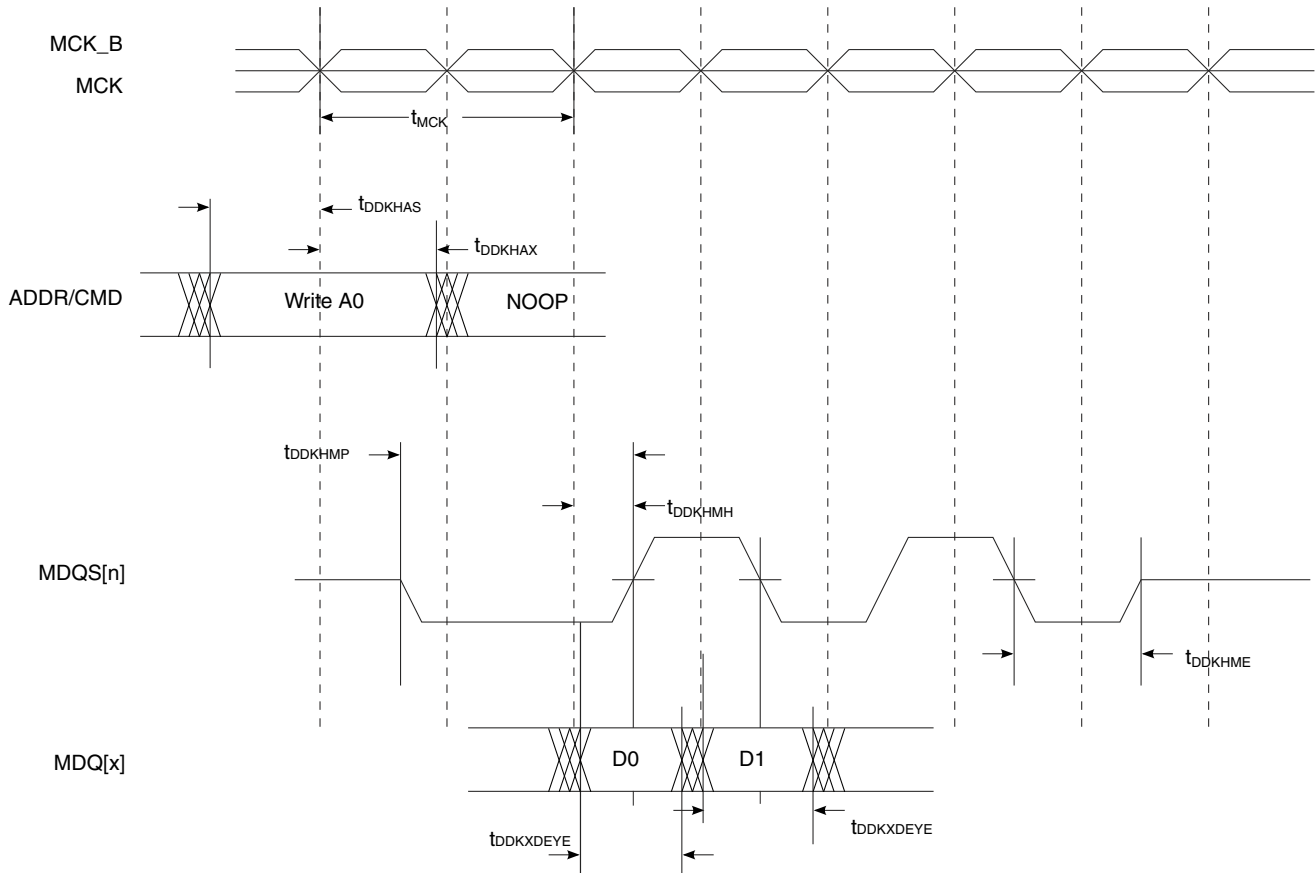 MCK_B
MCK
tMCK
tDDKHAS
tDDKHAX
ADDR/CMD
Write A0
NOOP
tDDKHMP
tDDKHMH
MDQS[n]
tDDKHME
MDQ[x]
D0
D1
tDDKXDEYE
tDDKXDEYE